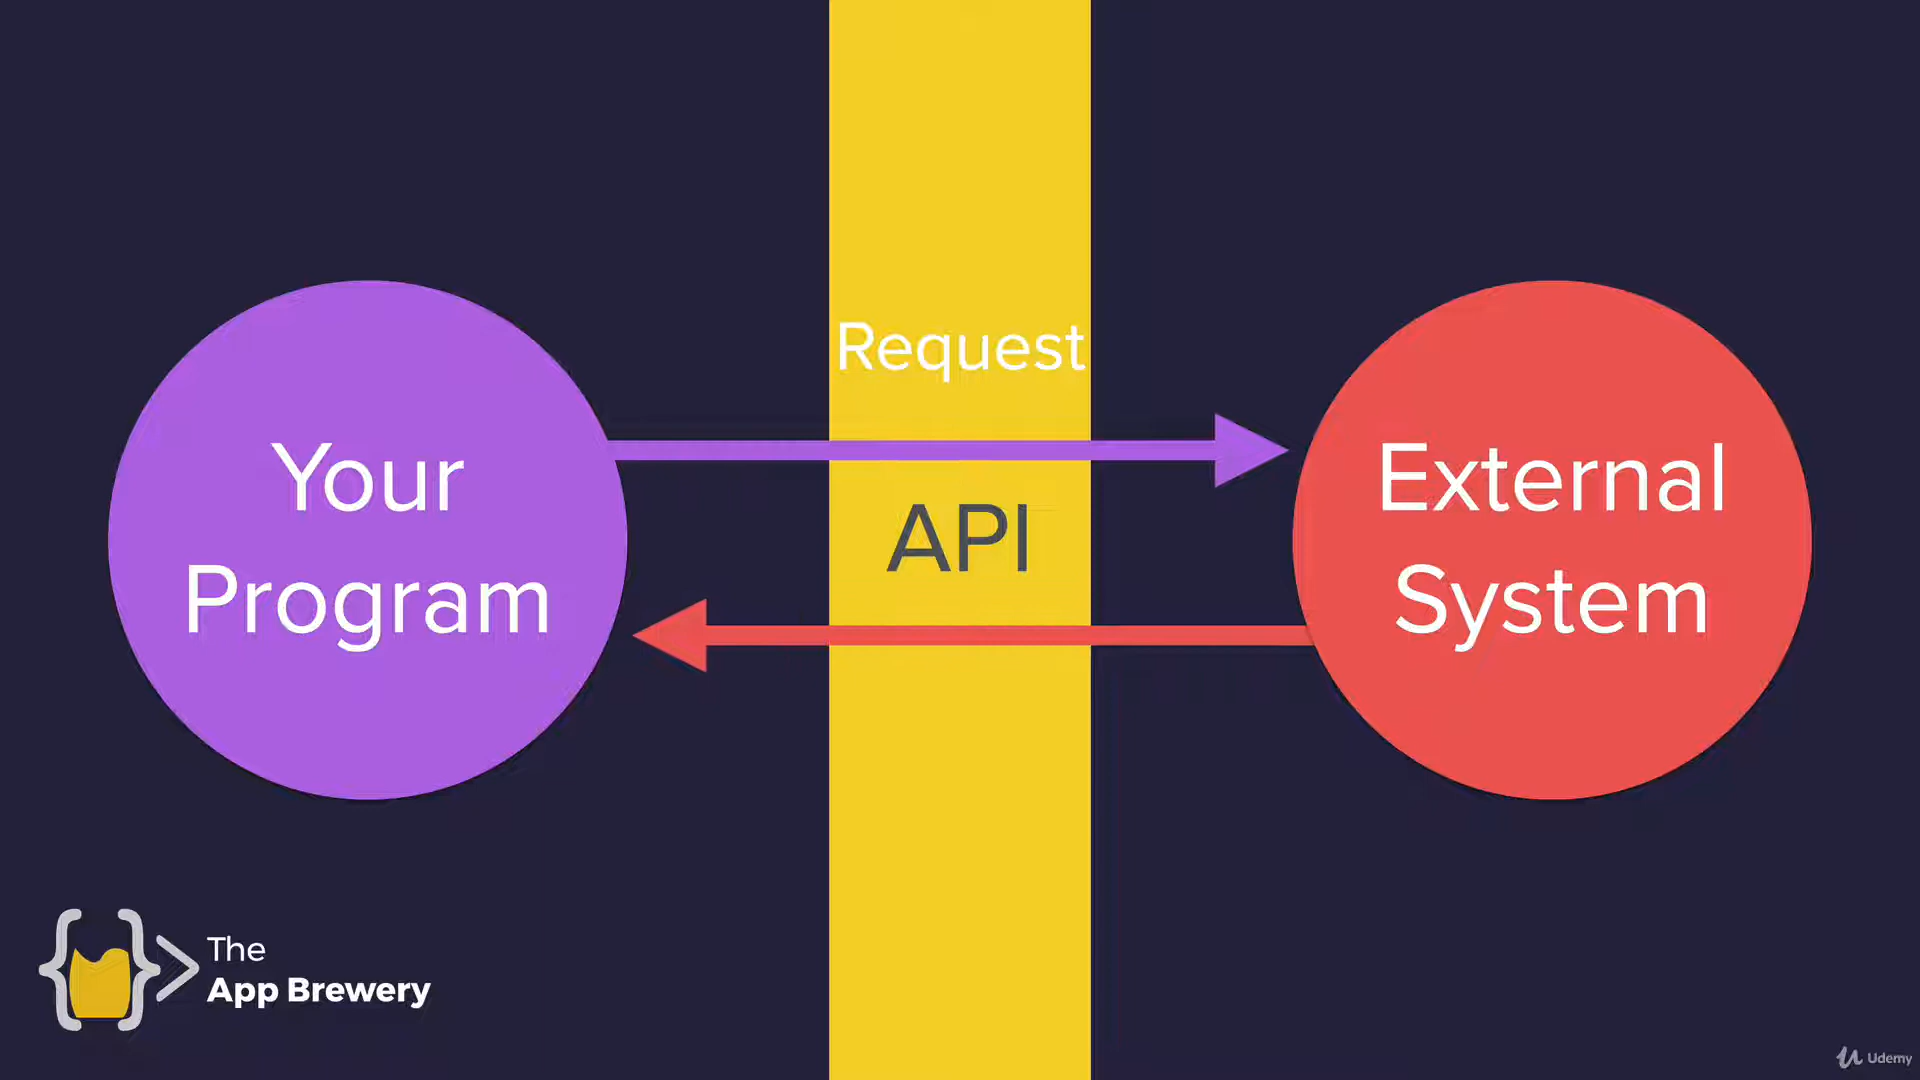 Request
Your
Program
API
External
System
The
App Brewery
Udemy